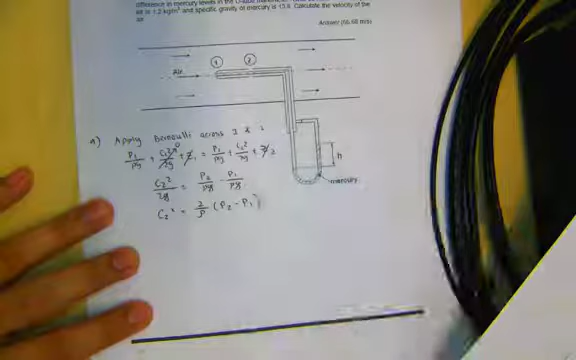 difference in mercury levels in the U-tube manometer
air is 1.2 kg/m³ and specific gravity of mercury is 13.6. Calculate the velocity of the
air.
Answer
1 2
Air
h
mercury
a) Apply Bernoulli across 1 & 2
P₁/ρg + C₁²/2g + z₁ = P₂/ρg + C₂²/2g + z₂
C₂²/2g = P₂/ρg - P₁/ρg
C₂² = 2/ρ (P₂ - P₁)